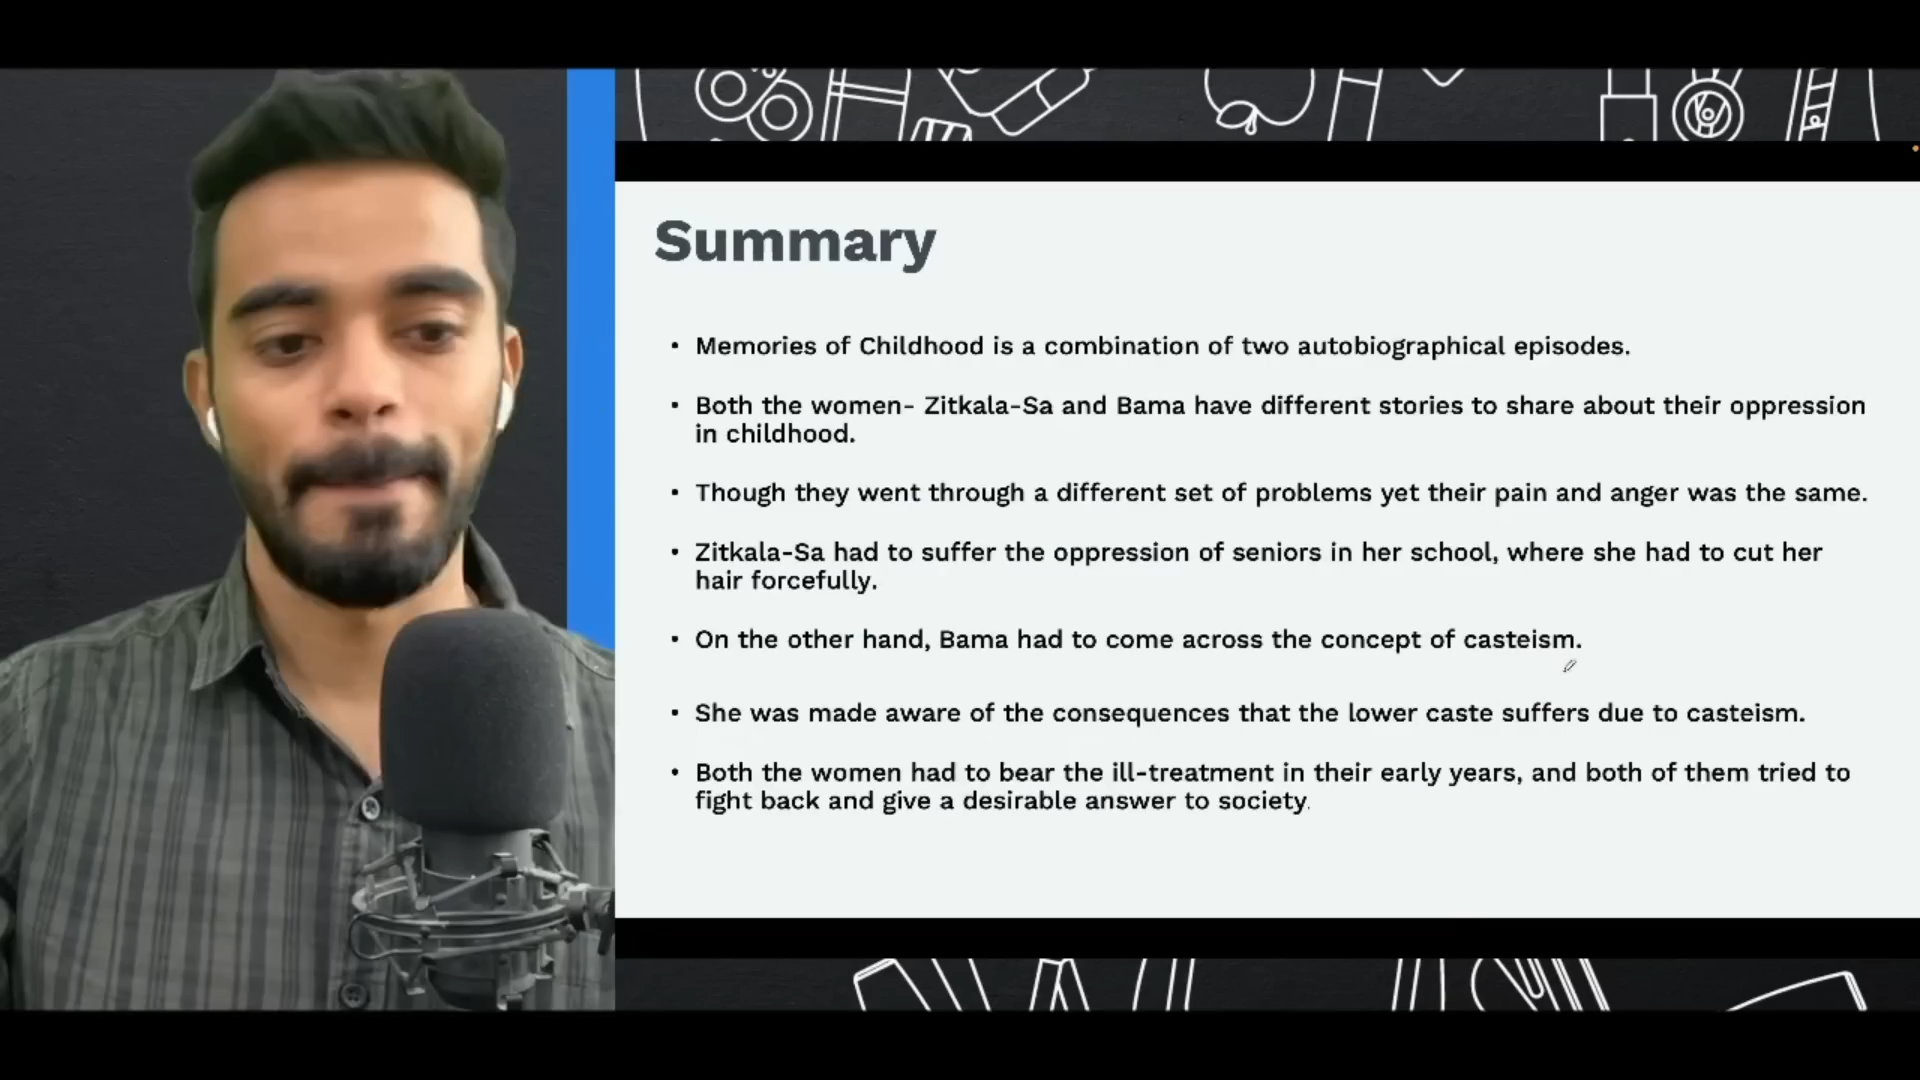 Summary
• Memories of Childhood is a combination of two autobiographical episodes.
• Both the women- Zitkala-Sa and Bama have different stories to share about their oppression
in childhood.
• Though they went through a different set of problems yet their pain and anger was the same.
• Zitkala-Sa had to suffer the oppression of seniors in her school, where she had to cut her
hair forcefully.
• On the other hand, Bama had to come across the concept of casteism.
• She was made aware of the consequences that the lower caste suffers due to casteism.
• Both the women had to bear the ill-treatment in their early years, and both of them tried to
fight back and give a desirable answer to society.